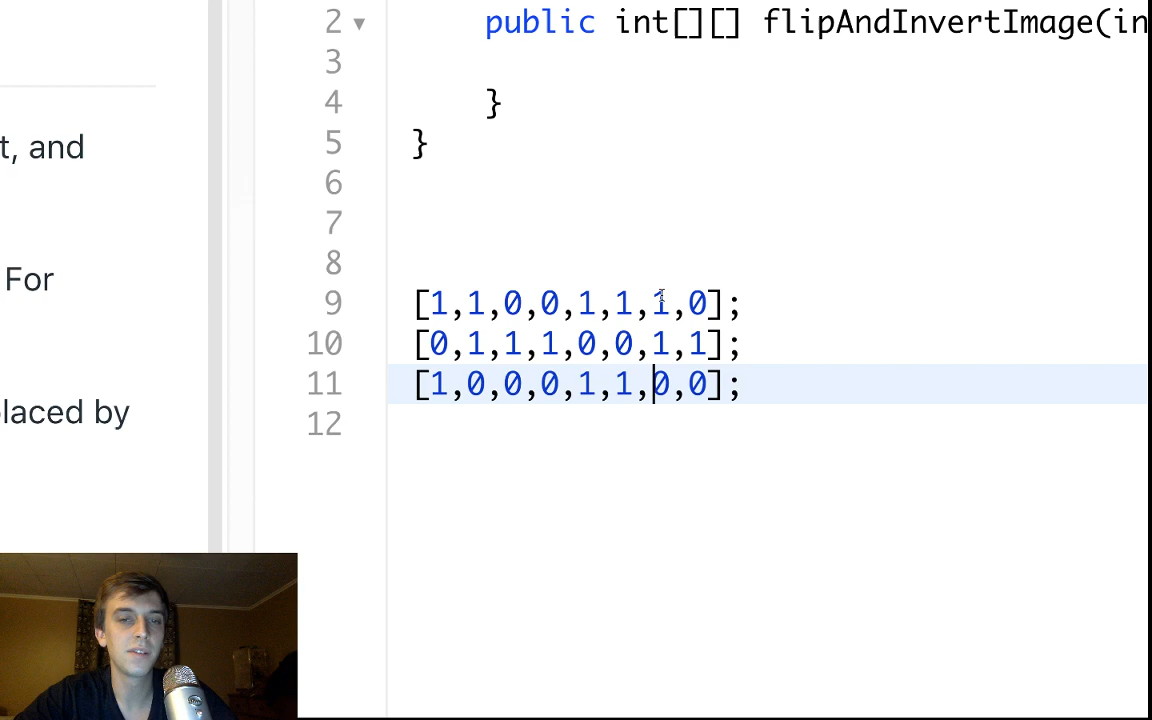 t, and
For
placed by
2 public int[][] flipAndInvertImage(in
3
4 }
5 }
6
7
8
9 [1,1,0,0,1,1,1,0];
10 [0,1,1,1,0,0,1,1];
11 [1,0,0,0,1,1,0,0];
12